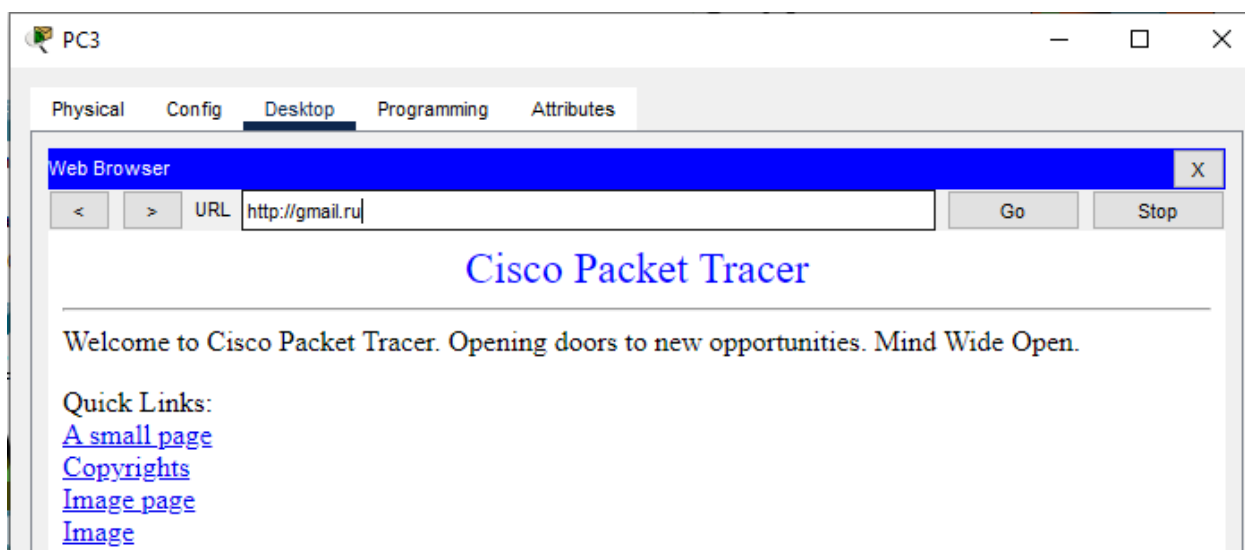 PC3
Physical Config Desktop Programming Attributes
Web Browser X
< > URL http://gmail.ru Go Stop
Cisco Packet Tracer
Welcome to Cisco Packet Tracer. Opening doors to new opportunities. Mind Wide Open.
Quick Links:
A small page
Copyrights
Image page
Image